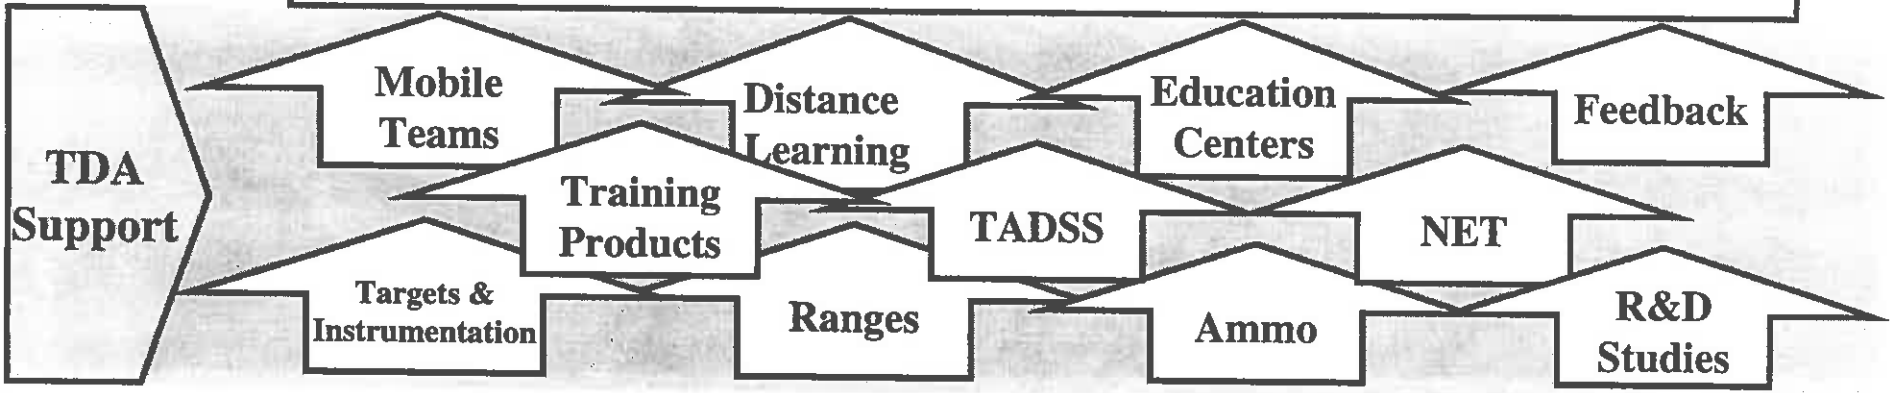 TDA
Support
Mobile
Teams
Distance
Learning
Education
Centers
Feedback
Training
Products
TADSS
NET
Targets &
Instrumentation
Ranges
Ammo
R&D
Studies